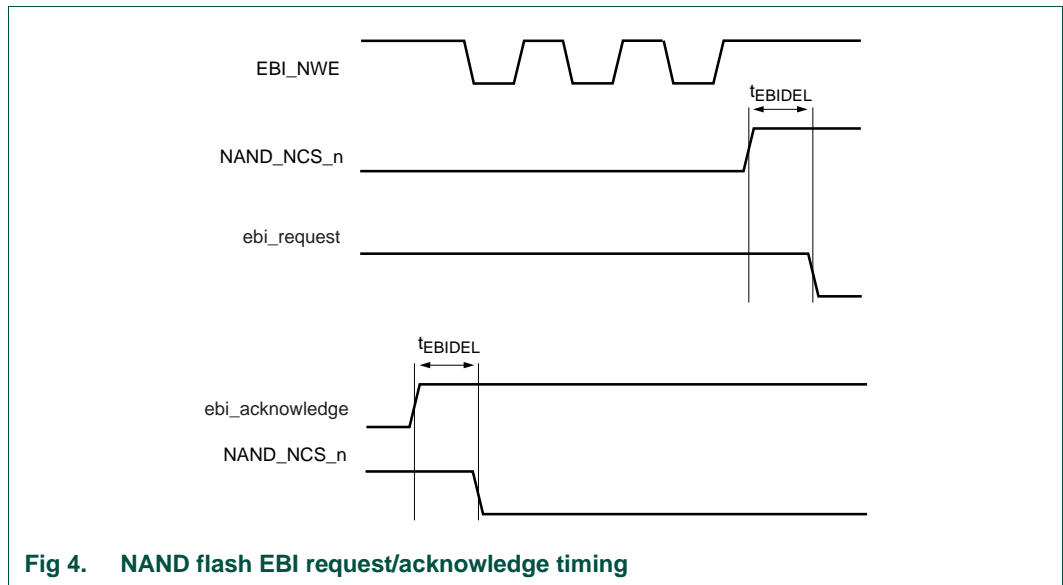 EBI_NWE
tEBIDEL
NAND_NCS_n
ebi_request
tEBIDEL
ebi_acknowledge
NAND_NCS_n
Fig 4. NAND flash EBI request/acknowledge timing